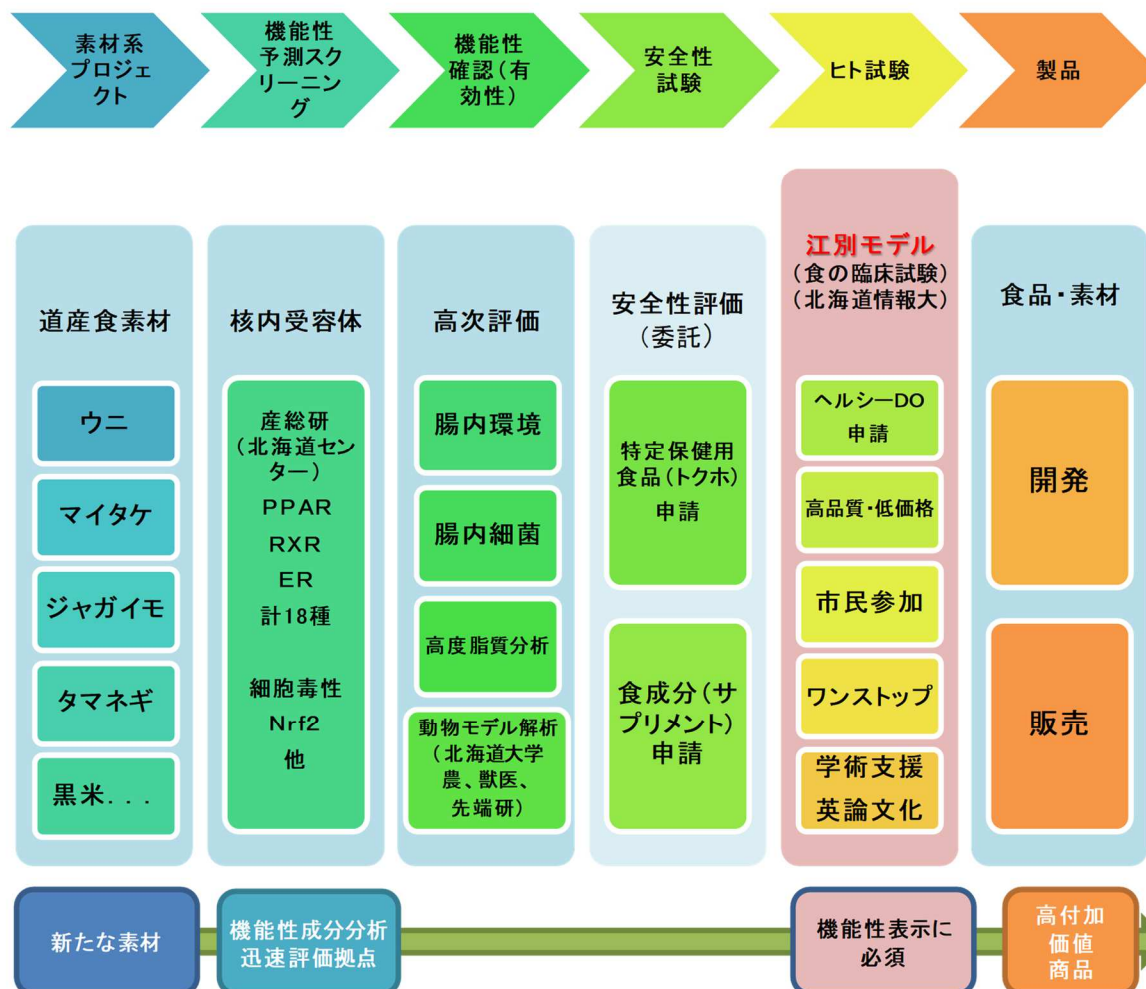 素材系
プロジェ
クト
機能性
予測スク
リーニン
グ
機能性
確認(有
効性)
安全性
試験
ヒト試験
製品
道産食素材
ウニ
マイタケ
ジャガイモ
タマネギ
黒米...
核内受容体
産総研
(北海道セン
ター)
PPAR
RXR
ER
計18種
細胞毒性
Nrf2
他
高次評価
腸内環境
腸内細菌
高度脂質分析
動物モデル解析
(北海道大学
農、獣医、
先端研)
安全性評価
(委託)
特定保健用
食品(トクホ)
申請
食成分(サ
プリメント)
申請
江別モデル
(食の臨床試験)
(北海道情報大)
ヘルシーDO
申請
高品質・低価格
市民参加
ワンストップ
学術支援
英論文化
食品・素材
開発
販売
新たな素材
機能性成分分析
迅速評価拠点
機能性表示に
必須
高付加
価値
商品